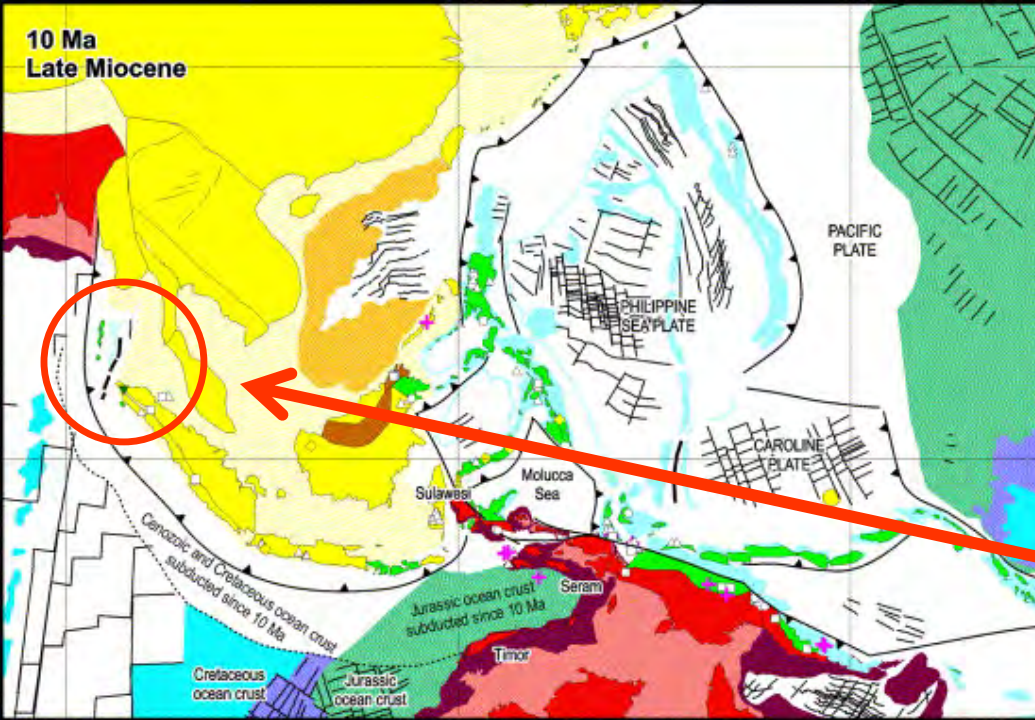 10 Ma
Late Miocene
PACIFIC
PLATE
PHILIPPINE
SEA PLATE
CAROLINE
PLATE
Molucca
Sea
Sulawesi
Cenozoic and Cretaceous ocean crust
subducted since 10 Ma
Jurassic ocean crust
subducted since 10 Ma
Seram
Timor
Cretaceous
ocean crust
Jurassic
ocean crust